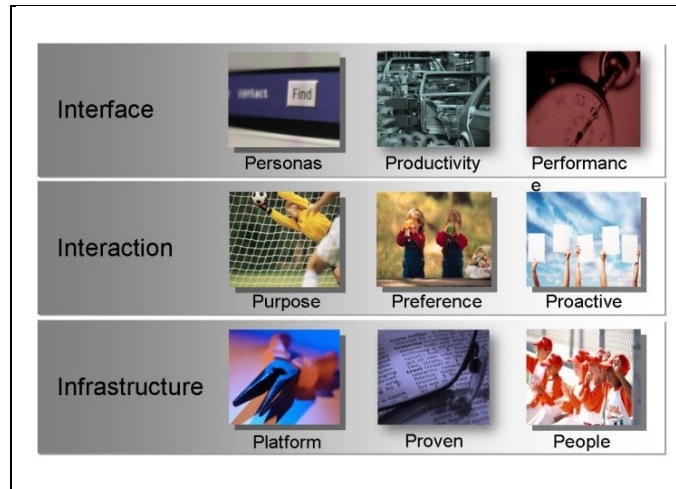 Interface
contact
Find
Personas
Productivity
Performanc
e
Interaction
Purpose
Preference
Proactive
Infrastructure
Platform
Proven
People